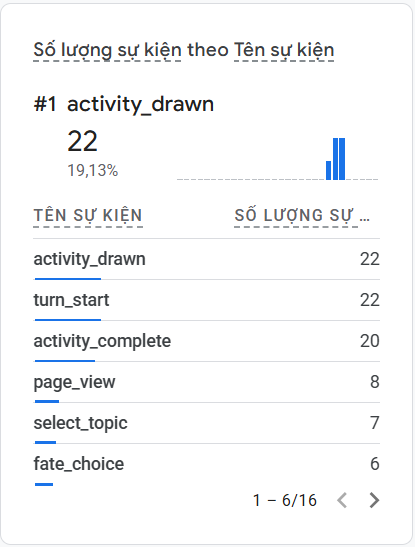 Số lượng sự kiện theo Tên sự kiện
#1 activity_drawn
22
19,13%
TÊN SỰ KIỆN SỐ LƯỢNG SỰ ...
activity_drawn 22
turn_start 22
activity_complete 20
page_view 8
select_topic 7
fate_choice 6
1 – 6/16